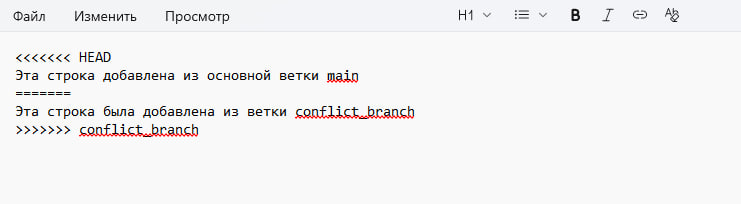 Файл Изменить Просмотр H1 B I A
<<<<<<< HEAD
Эта строка добавлена из основной ветки main
=======
Эта строка была добавлена из ветки conflict_branch
>>>>>>> conflict_branch